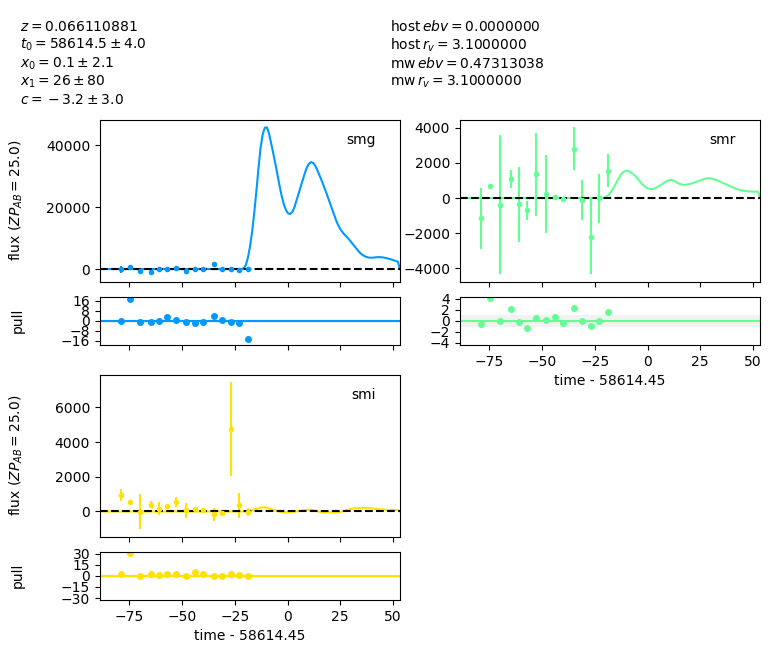 z = 0.066110881
t0 = 58614.5 ± 4.0
x0 = 0.1 ± 2.1
x1 = 26 ± 80
c = −3.2 ± 3.0
host ebv = 0.0000000
host rv = 3.1000000
mw ebv = 0.47313038
mw rv = 3.1000000
smg
flux (ZPAB = 25.0)
40000
20000
0
pull
16
8
0
−8
−16
smr
4000
2000
0
−2000
−4000
4
2
0
−2
−4
−75 −50 −25 0 25 50
time - 58614.45
smi
flux (ZPAB = 25.0)
6000
4000
2000
0
pull
30
15
0
−15
−30
−75 −50 −25 0 25 50
time - 58614.45